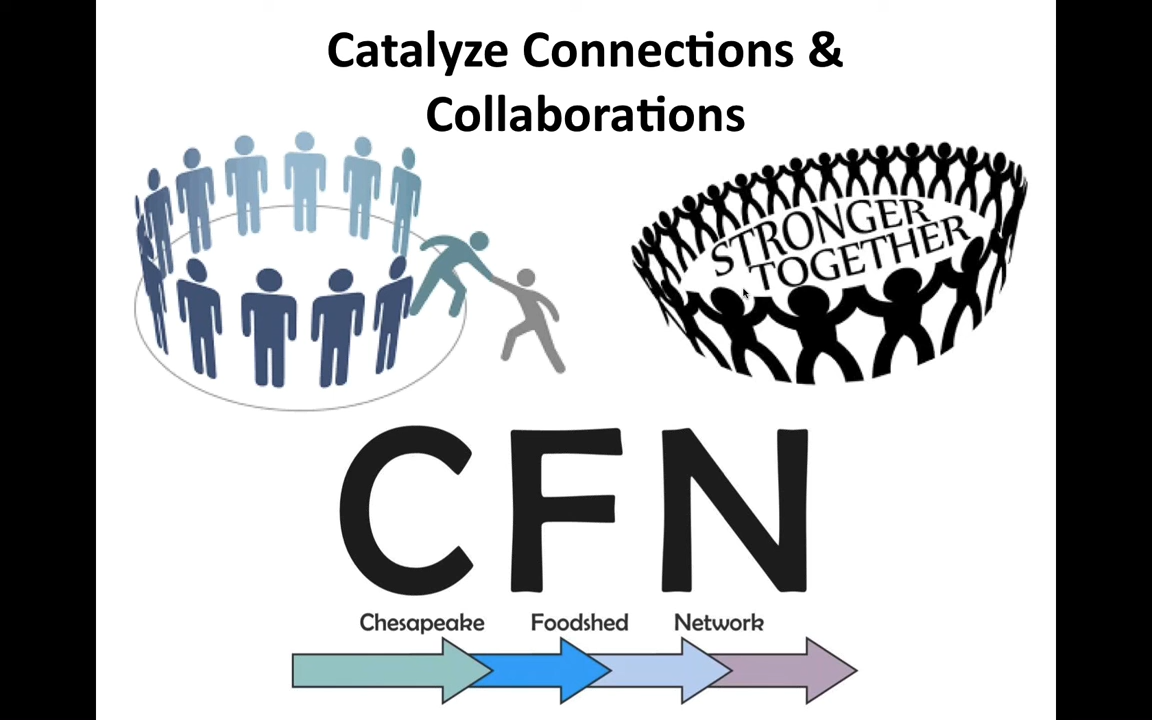 Catalyze Connections &
Collaborations
STRONGER
TOGETHER
CFN
Chesapeake Foodshed Network